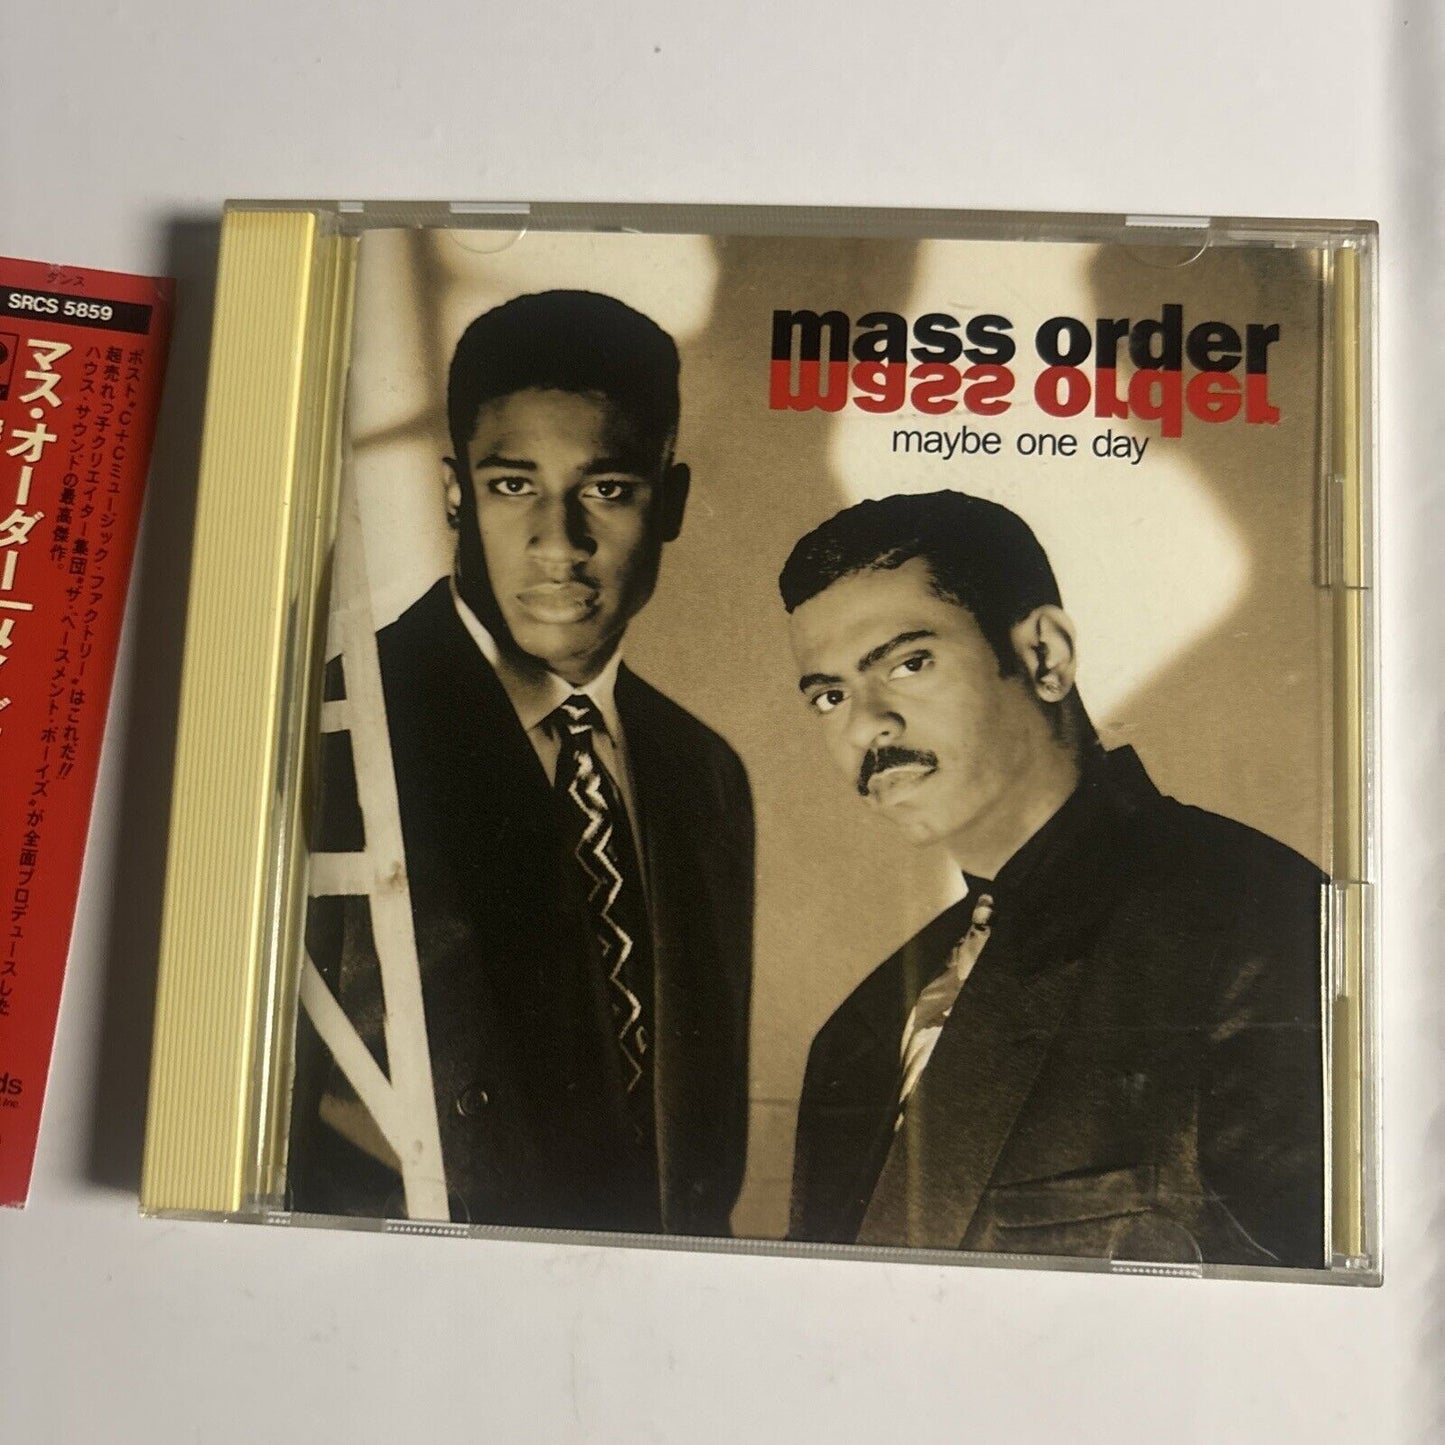 ダンス
SRCS 5859
マス・オーダー
ポスト“C+Cミュージック・ファクトリー”はこれだ!!
超売れっ子クリエイター集団“ザ・ベースメント・ボーイズ”が全面プロデュースした
ハウス・サウンドの最高傑作。
mass order
mass order
maybe one day